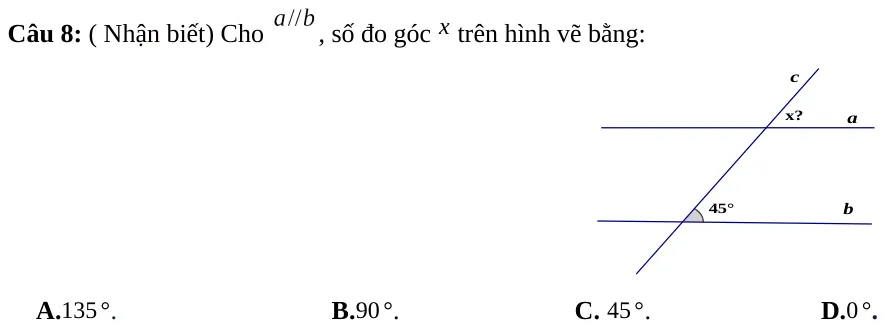 Câu 8: ( Nhận biết) Cho a//b , số đo góc x trên hình vẽ bằng:
c
x? a
45° b
A.135°. B.90°. C. 45°. D.0°.